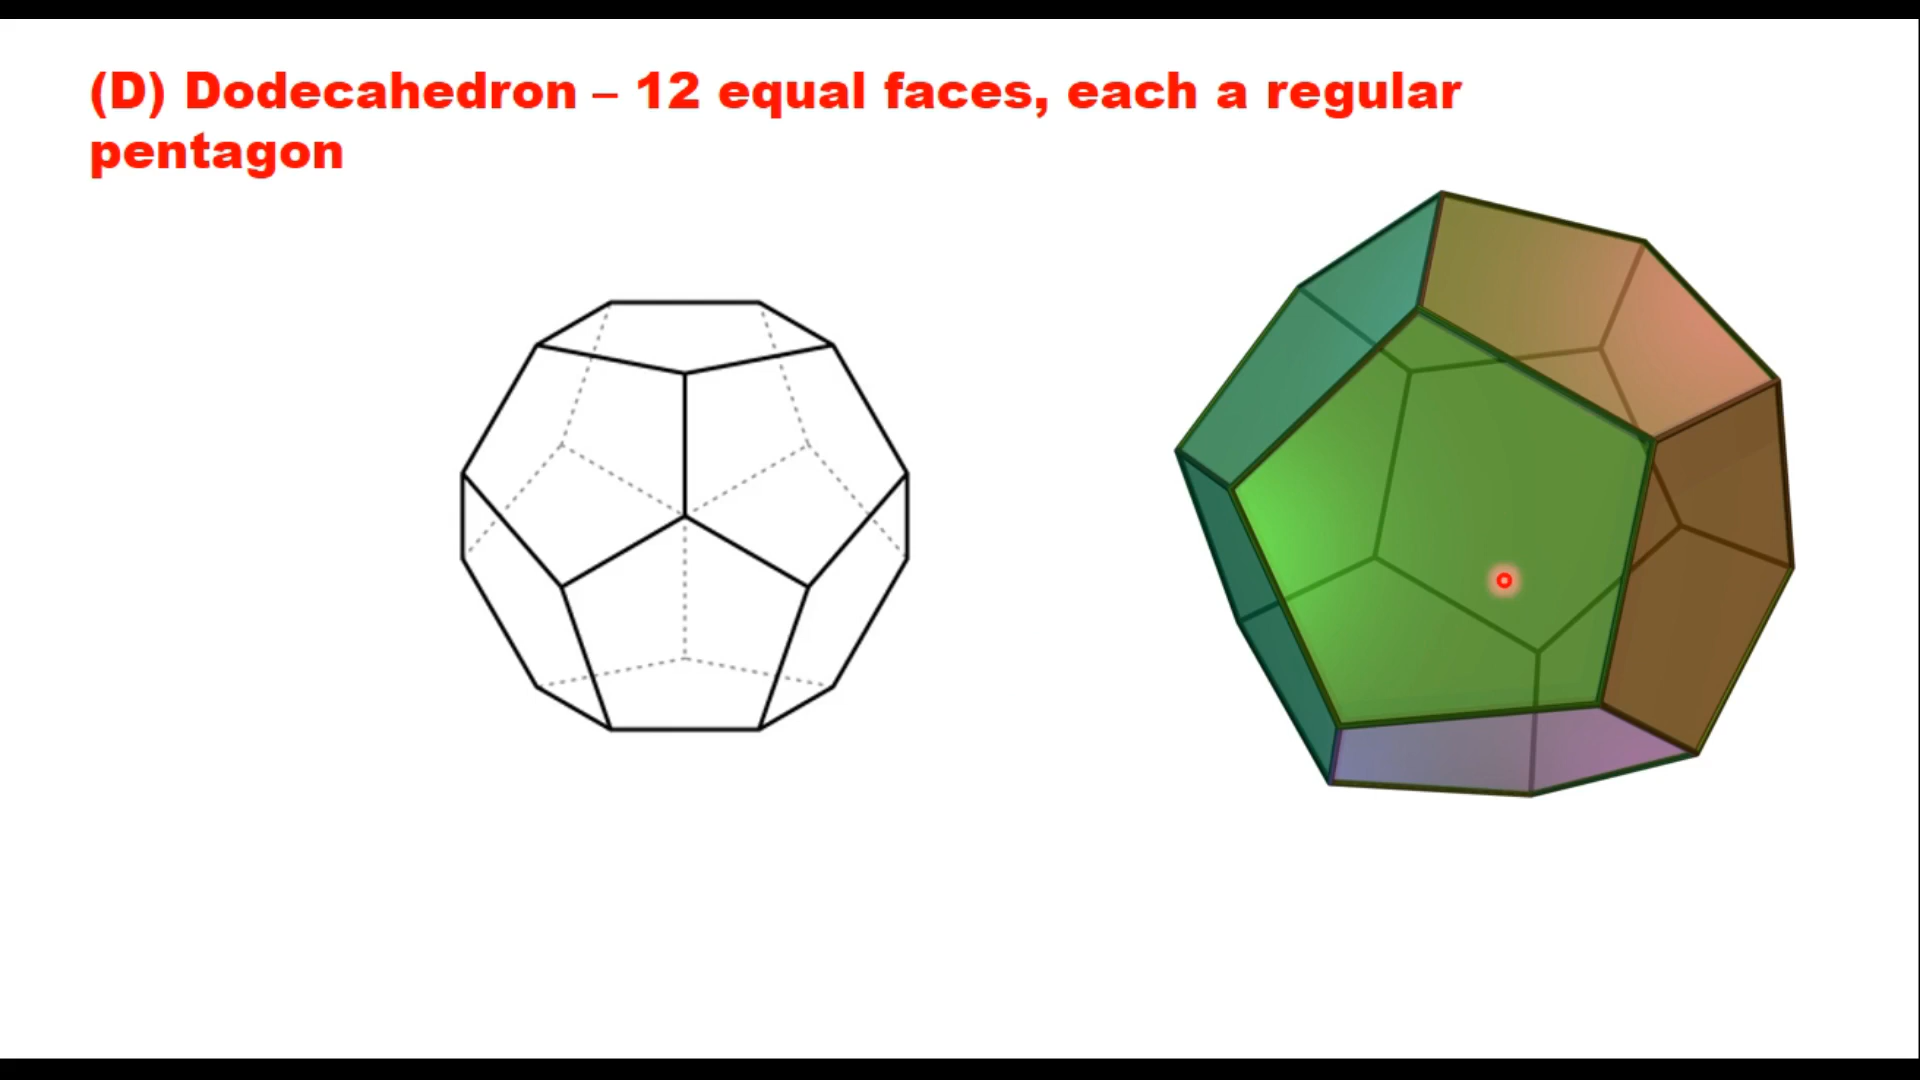 (D) Dodecahedron – 12 equal faces, each a regular
pentagon